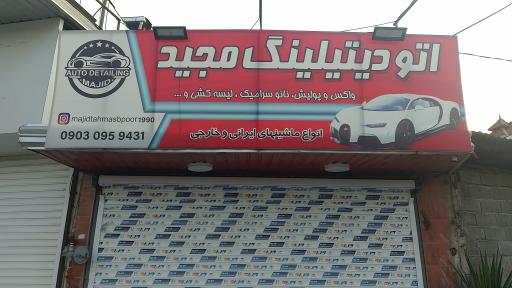 اتو دیتیلینگ مجید
واکس و پولیش، نانو سرامیک، لیسه کشی و ...
انواع ماشینهای ایرانی و خارجی
AUTO DETAILING
MAJID
majidtahmasbpoor1990
0903 095 9431